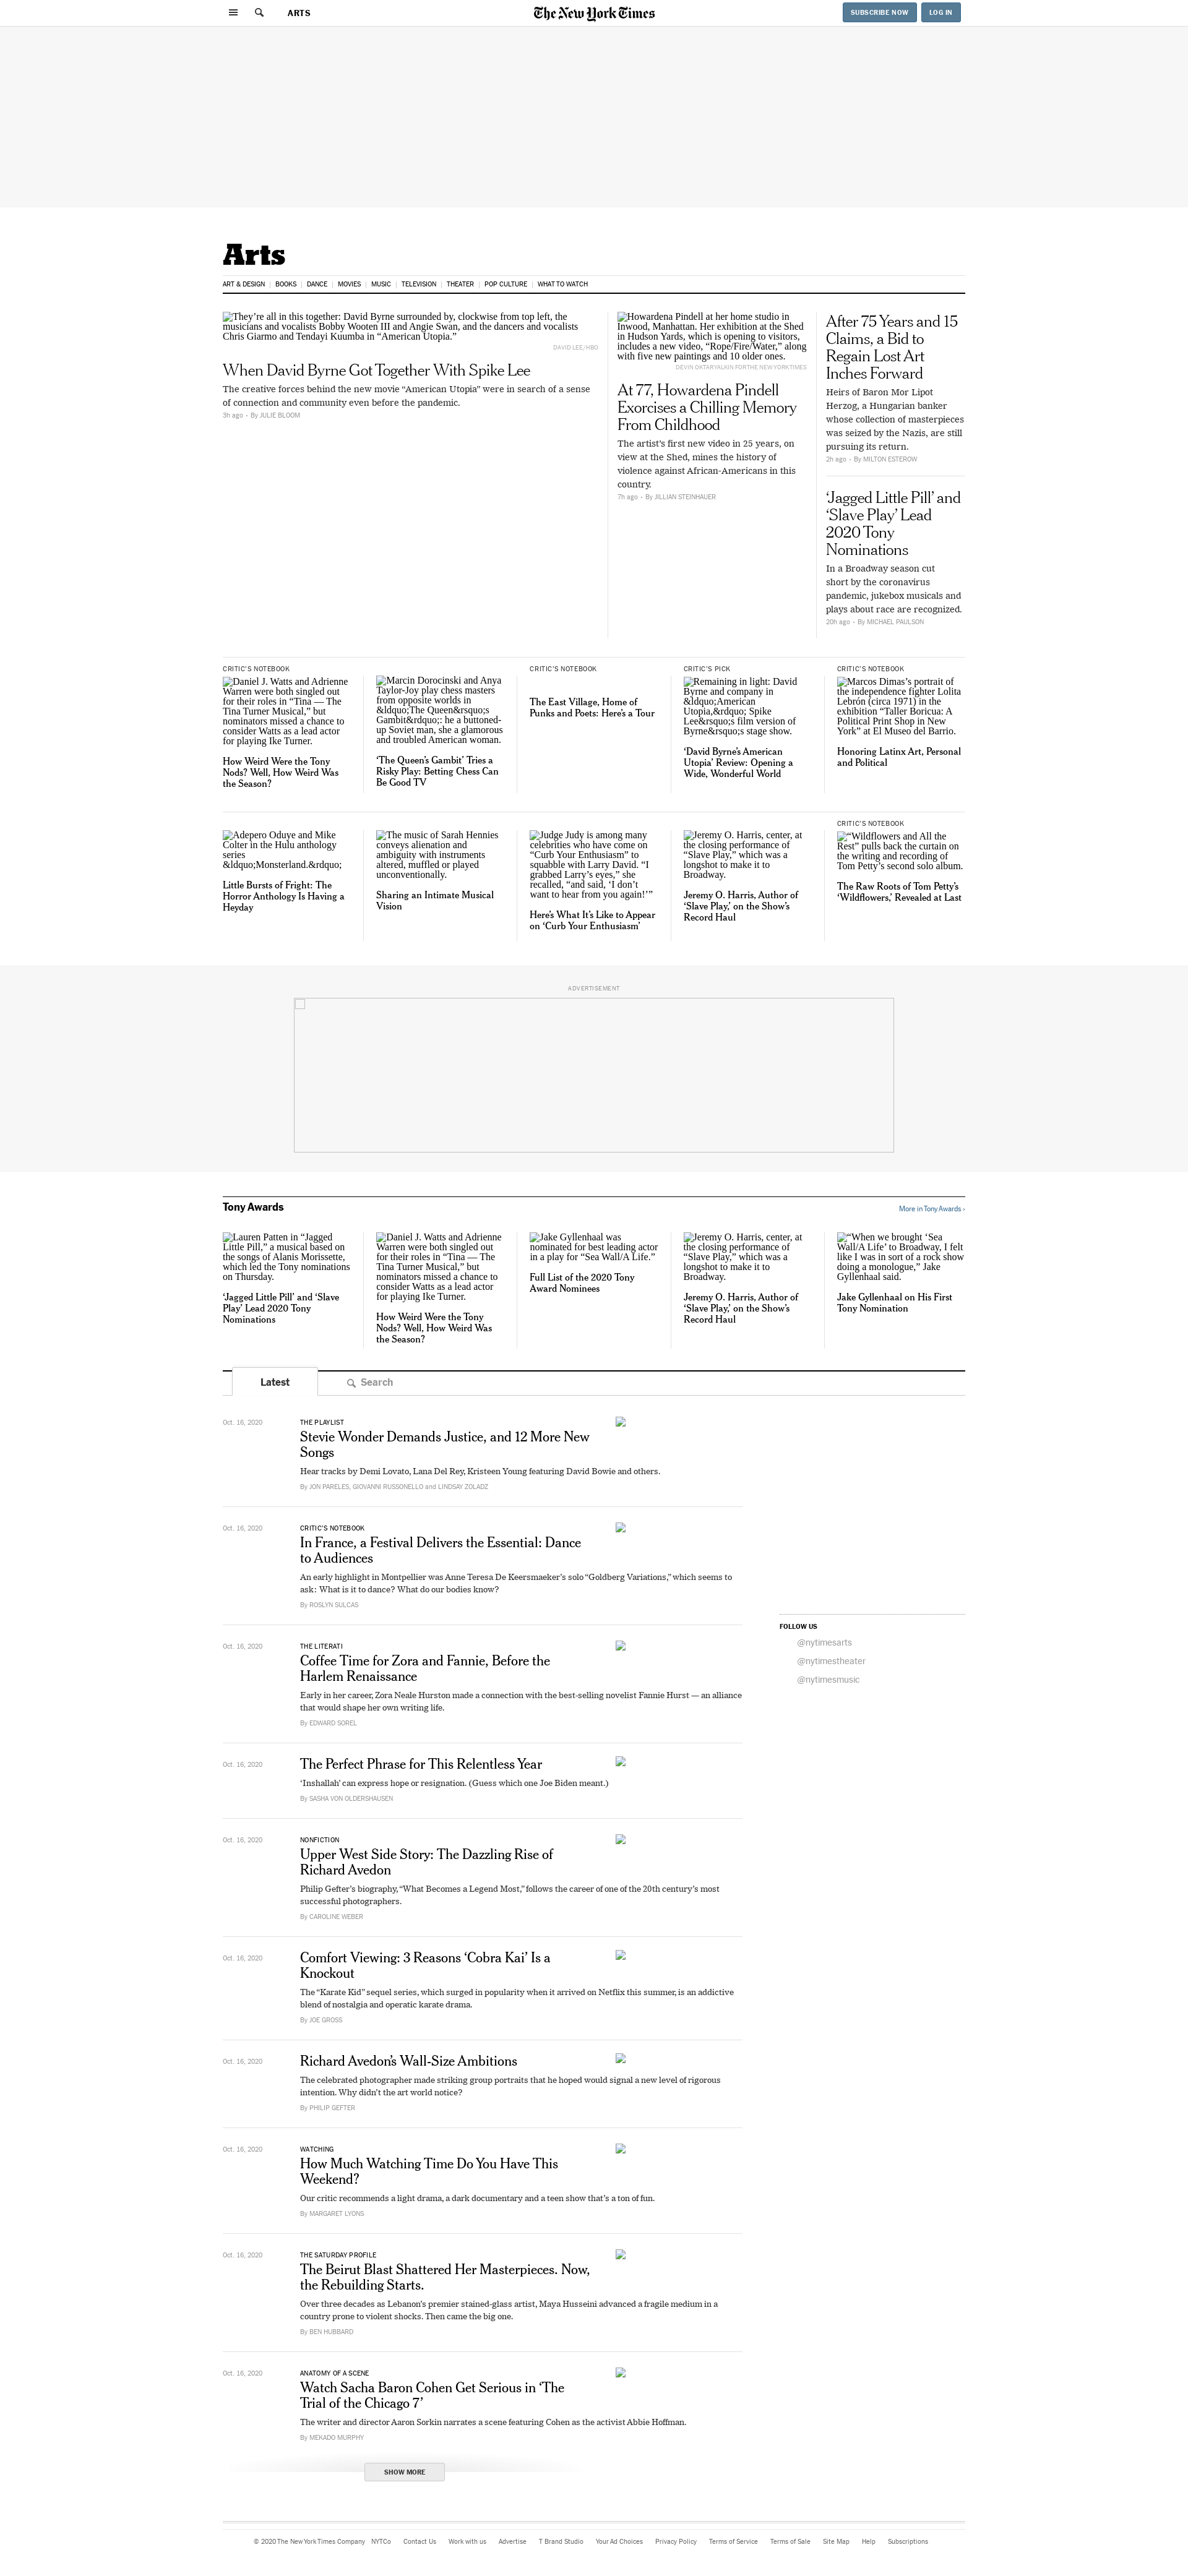 ARTS
The New York Times
SUBSCRIBE NOW
LOG IN
Arts
ART & DESIGN
BOOKS
DANCE
MOVIES
MUSIC
TELEVISION
THEATER
POP CULTURE
WHAT TO WATCH
They're all in this together: David Byrne surrounded by, clockwise from top left, the
musicians and vocalists Bobby Wooten III and Angie Swan, and the dancers and vocalists
Chris Giarmo and Tendayi Kuumba in “American Utopia.”
DAVID LEE/HBO
When David Byrne Got Together With Spike Lee
The creative forces behind the new movie “American Utopia” were in search of a sense
of connection and community even before the pandemic.
3h ago • By JULIE BLOOM
Howardena Pindell at her home studio in
Inwood, Manhattan. Her exhibition at the Shed
in Hudson Yards, which is opening to visitors,
includes a new video, “Rope/Fire/Water,” along
with five new paintings and 10 older ones.
DEVIN OKTAR YALKIN FOR THE NEW YORK TIMES
At 77, Howardena Pindell
Exorcises a Chilling Memory
From Childhood
The artist's first new video in 25 years, on
view at the Shed, mines the history of
violence against African-Americans in this
country.
7h ago • By JILLIAN STEINHAUER
After 75 Years and 15
Claims, a Bid to
Regain Lost Art
Inches Forward
Heirs of Baron Mor Lipot
Herzog, a Hungarian banker
whose collection of masterpieces
was seized by the Nazis, are still
pursuing its return.
2h ago • By MILTON ESTEROW
‘Jagged Little Pill’ and
‘Slave Play’ Lead
2020 Tony
Nominations
In a Broadway season cut
short by the coronavirus
pandemic, jukebox musicals and
plays about race are recognized.
20h ago • By MICHAEL PAULSON
CRITIC'S NOTEBOOK
Daniel J. Watts and Adrienne
Warren were both singled out
for their roles in “Tina — The
Tina Turner Musical,” but
nominators missed a chance to
consider Watts as a lead actor
for playing Ike Turner.
How Weird Were the Tony
Nods? Well, How Weird Was
the Season?
Marcin Dorocinski and Anya
Taylor-Joy play chess masters
from opposite worlds in
&ldquo;The Queen&rsquo;s
Gambit&rdquo;: he a buttoned-
up Soviet man, she a glamorous
and troubled American woman.
‘The Queen’s Gambit’ Tries a
Risky Play: Betting Chess Can
Be Good TV
CRITIC'S NOTEBOOK
The East Village, Home of
Punks and Poets: Here’s a Tour
CRITIC'S PICK
Remaining in light: David
Byrne and company in
&ldquo;American
Utopia,&rdquo; Spike
Lee&rsquo;s film version of
Byrne&rsquo;s stage show.
‘David Byrne’s American
Utopia’ Review: Opening a
Wide, Wonderful World
CRITIC'S NOTEBOOK
Marcos Dimas’s portrait of
the independence fighter Lolita
Lebrón (circa 1971) in the
exhibition “Taller Boricua: A
Political Print Shop in New
York” at El Museo del Barrio.
Honoring Latinx Art, Personal
and Political
Adepero Oduye and Mike
Colter in the Hulu anthology
series
&ldquo;Monsterland.&rdquo;
Little Bursts of Fright: The
Horror Anthology Is Having a
Heyday
The music of Sarah Hennies
conveys alienation and
ambiguity with instruments
altered, muffled or played
unconventionally.
Sharing an Intimate Musical
Vision
Judge Judy is among many
celebrities who have come on
“Curb Your Enthusiasm” to
squabble with Larry David. “I
grabbed Larry’s eyes,” she
recalled, “and said, ‘I don’t
want to hear from you again!’”
Here’s What It’s Like to Appear
on ‘Curb Your Enthusiasm’
Jeremy O. Harris, center, at
the closing performance of
“Slave Play,” which was a
longshot to make it to
Broadway.
Jeremy O. Harris, Author of
‘Slave Play,’ on the Show’s
Record Haul
CRITIC'S NOTEBOOK
“Wildflowers and All the
Rest” pulls back the curtain on
the writing and recording of
Tom Petty’s second solo album.
The Raw Roots of Tom Petty’s
‘Wildflowers,’ Revealed at Last
ADVERTISEMENT
Tony Awards
More in Tony Awards ›
Lauren Patten in “Jagged
Little Pill,” a musical based on
the songs of Alanis Morissette,
which led the Tony nominations
on Thursday.
‘Jagged Little Pill’ and ‘Slave
Play’ Lead 2020 Tony
Nominations
Daniel J. Watts and Adrienne
Warren were both singled out
for their roles in “Tina — The
Tina Turner Musical,” but
nominators missed a chance to
consider Watts as a lead actor
for playing Ike Turner.
How Weird Were the Tony
Nods? Well, How Weird Was
the Season?
Jake Gyllenhaal was
nominated for best leading actor
in a play for “Sea Wall/A Life.”
Full List of the 2020 Tony
Award Nominees
Jeremy O. Harris, center, at
the closing performance of
“Slave Play,” which was a
longshot to make it to
Broadway.
Jeremy O. Harris, Author of
‘Slave Play,’ on the Show’s
Record Haul
“When we brought ‘Sea
Wall/A Life’ to Broadway, I felt
like I was in sort of a rock show
doing a monologue,” Jake
Gyllenhaal said.
Jake Gyllenhaal on His First
Tony Nomination
Latest
Search
Oct. 16, 2020
THE PLAYLIST
Stevie Wonder Demands Justice, and 12 More New
Songs
Hear tracks by Demi Lovato, Lana Del Rey, Kristeen Young featuring David Bowie and others.
By JON PARELES, GIOVANNI RUSSONELLO and LINDSAY ZOLADZ
Oct. 16, 2020
CRITIC'S NOTEBOOK
In France, a Festival Delivers the Essential: Dance
to Audiences
An early highlight in Montpellier was Anne Teresa De Keersmaeker’s solo “Goldberg Variations,” which seems to
ask: What is it to dance? What do our bodies know?
By ROSLYN SULCAS
Oct. 16, 2020
THE LITERATI
Coffee Time for Zora and Fannie, Before the
Harlem Renaissance
Early in her career, Zora Neale Hurston made a connection with the best-selling novelist Fannie Hurst — an alliance
that would shape her own writing life.
By EDWARD SOREL
Oct. 16, 2020
The Perfect Phrase for This Relentless Year
‘Inshallah’ can express hope or resignation. (Guess which one Joe Biden meant.)
By SASHA VON OLDERSHAUSEN
Oct. 16, 2020
NONFICTION
Upper West Side Story: The Dazzling Rise of
Richard Avedon
Philip Gefter’s biography, “What Becomes a Legend Most,” follows the career of one of the 20th century’s most
successful photographers.
By CAROLINE WEBER
Oct. 16, 2020
Comfort Viewing: 3 Reasons ‘Cobra Kai’ Is a
Knockout
The “Karate Kid” sequel series, which surged in popularity when it arrived on Netflix this summer, is an addictive
blend of nostalgia and operatic karate drama.
By JOE GROSS
Oct. 16, 2020
Richard Avedon’s Wall-Size Ambitions
The celebrated photographer made striking group portraits that he hoped would signal a new level of rigorous
intention. Why didn’t the art world notice?
By PHILIP GEFTER
Oct. 16, 2020
WATCHING
How Much Watching Time Do You Have This
Weekend?
Our critic recommends a light drama, a dark documentary and a teen show that’s a ton of fun.
By MARGARET LYONS
Oct. 16, 2020
THE SATURDAY PROFILE
The Beirut Blast Shattered Her Masterpieces. Now,
the Rebuilding Starts.
Over three decades as Lebanon’s premier stained-glass artist, Maya Husseini advanced a fragile medium in a
country prone to violent shocks. Then came the big one.
By BEN HUBBARD
Oct. 16, 2020
ANATOMY OF A SCENE
Watch Sacha Baron Cohen Get Serious in ‘The
Trial of the Chicago 7’
The writer and director Aaron Sorkin narrates a scene featuring Cohen as the activist Abbie Hoffman.
By MEKADO MURPHY
SHOW MORE
FOLLOW US
@nytimesarts
@nytimestheater
@nytimesmusic
© 2020 The New York Times Company
NYTCo
Contact Us
Work with us
Advertise
T Brand Studio
Your Ad Choices
Privacy Policy
Terms of Service
Terms of Sale
Site Map
Help
Subscriptions